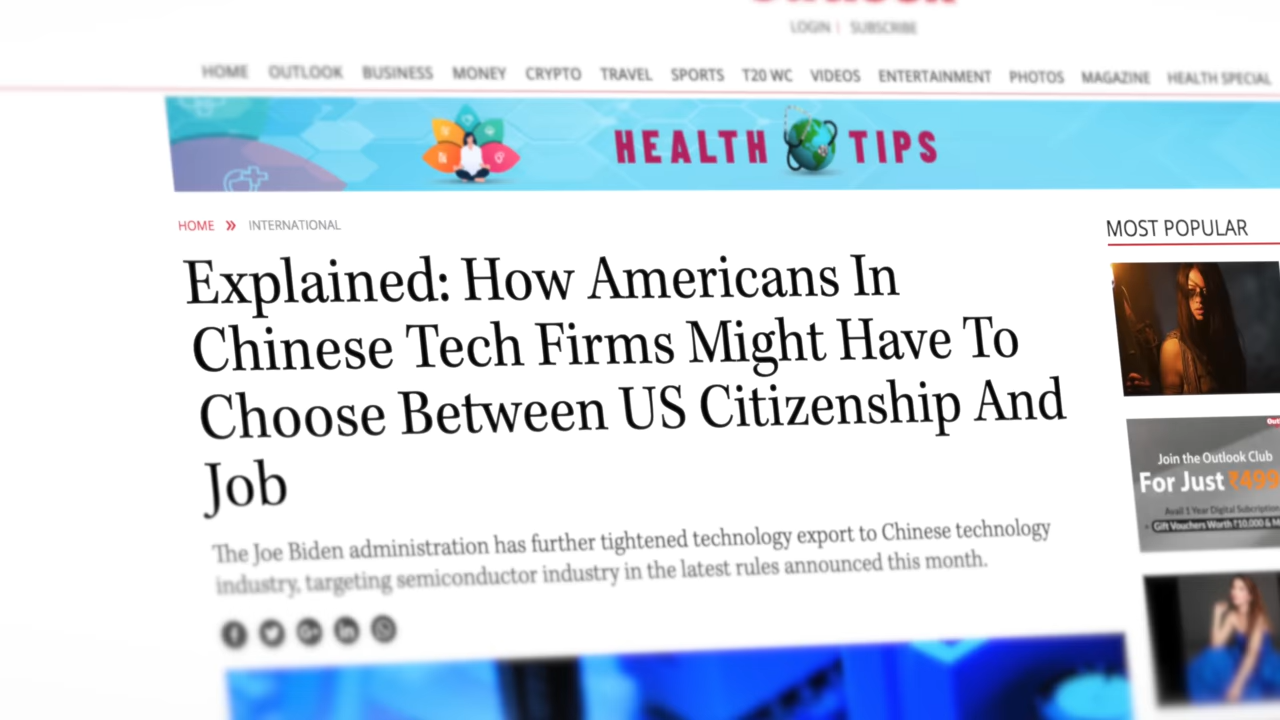 LOGIN | SUBSCRIBE
HOME OUTLOOK BUSINESS MONEY CRYPTO TRAVEL SPORTS T20 WC VIDEOS ENTERTAINMENT PHOTOS MAGAZINE HEALTH SPECIAL
HEALTH TIPS
HOME » INTERNATIONAL
Explained: How Americans In
Chinese Tech Firms Might Have To
Choose Between US Citizenship And
Job
The Joe Biden administration has further tightened technology export to Chinese technology
industry, targeting semiconductor industry in the latest rules announced this month.
MOST POPULAR
Join the Outlook Club
For Just ₹499
Avail 1 Year Digital Subscription
Gift Vouchers Worth ₹10,000 &